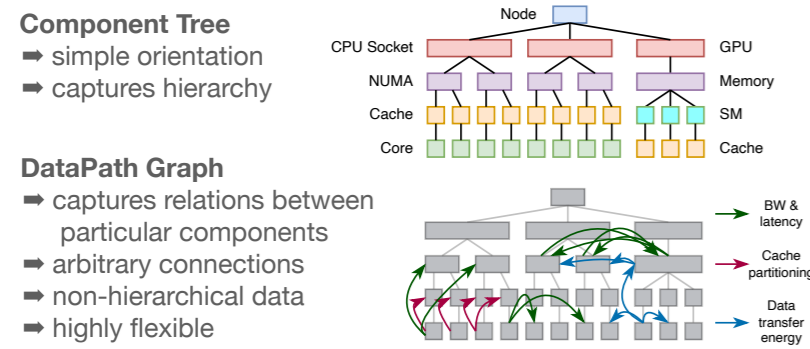 Component Tree
➡ simple orientation
➡ captures hierarchy
DataPath Graph
➡ captures relations between
particular components
➡ arbitrary connections
➡ non-hierarchical data
➡ highly flexible
Node
CPU Socket
GPU
NUMA
Memory
Cache
SM
Core
Cache
BW &
latency
Cache
partitioning
Data
transfer
energy